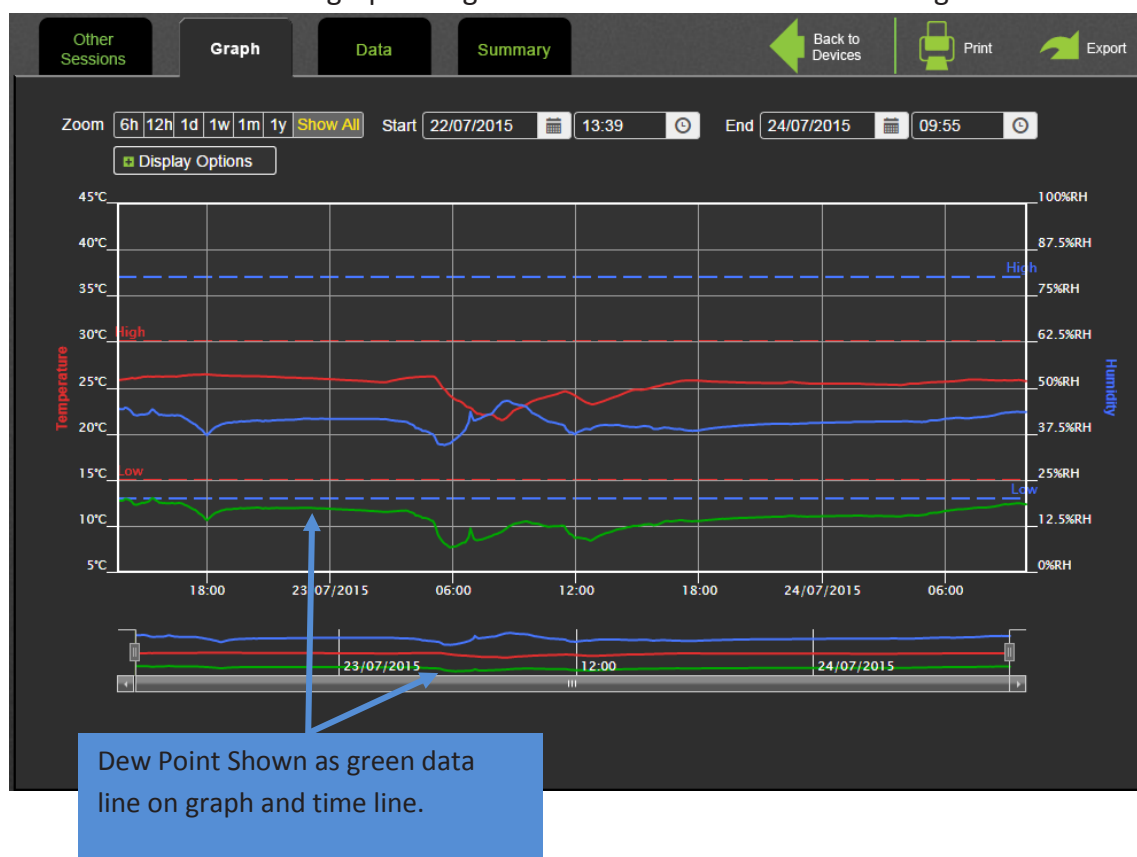 Other
Sessions
Graph
Data
Summary
Back to
Devices
Print
Export
Zoom 6h 12h 1d 1w 1m 1y Show All Start 22/07/2015 13:39 End 24/07/2015 09:55
Display Options
45°C 100%RH
40°C 87.5%RH
High
35°C 75%RH
30°C High 62.5%RH
Temperature
Humidity
25°C 50%RH
20°C 37.5%RH
15°C Low 25%RH
Low
10°C 12.5%RH
5°C 0%RH
18:00 23/07/2015 06:00 12:00 18:00 24/07/2015 06:00
23/07/2015 12:00 24/07/2015
Dew Point Shown as green data
line on graph and time line.